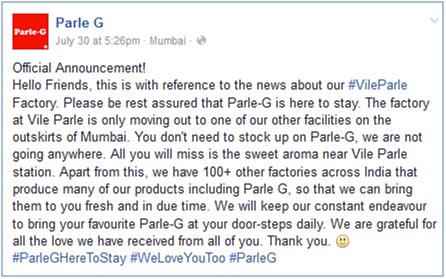 Parle-G
Parle G
July 30 at 5:26pm · Mumbai ·
Official Announcement!
Hello Friends, this is with reference to the news about our #VileParle
Factory. Please be rest assured that Parle-G is here to stay. The factory
at Vile Parle is only moving out to one of our other facilities on the
outskirts of Mumbai. You don't need to stock up on Parle-G, we are not
going anywhere. All you will miss is the sweet aroma near Vile Parle
station. Apart from this, we have 100+ other factories across India that
produce many of our products including Parle G, so that we can bring
them to you fresh and in due time. We will keep our constant endeavour
to bring your favourite Parle-G at your door-steps daily. We are grateful for
all the love we have received from all of you. Thank you. 🙂
#ParleGHereToStay #WeLoveYouToo #ParleG